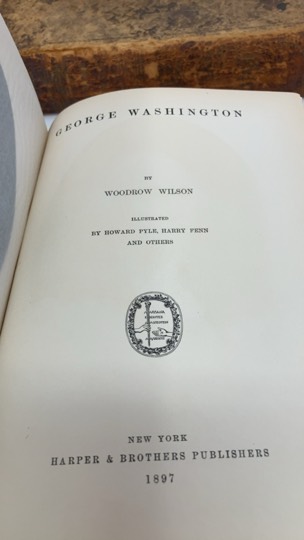 GEORGE WASHINGTON
BY
WOODROW WILSON
ILLUSTRATED
BY HOWARD PYLE, HARRY FENN
AND OTHERS
NEW YORK
HARPER & BROTHERS PUBLISHERS
1897